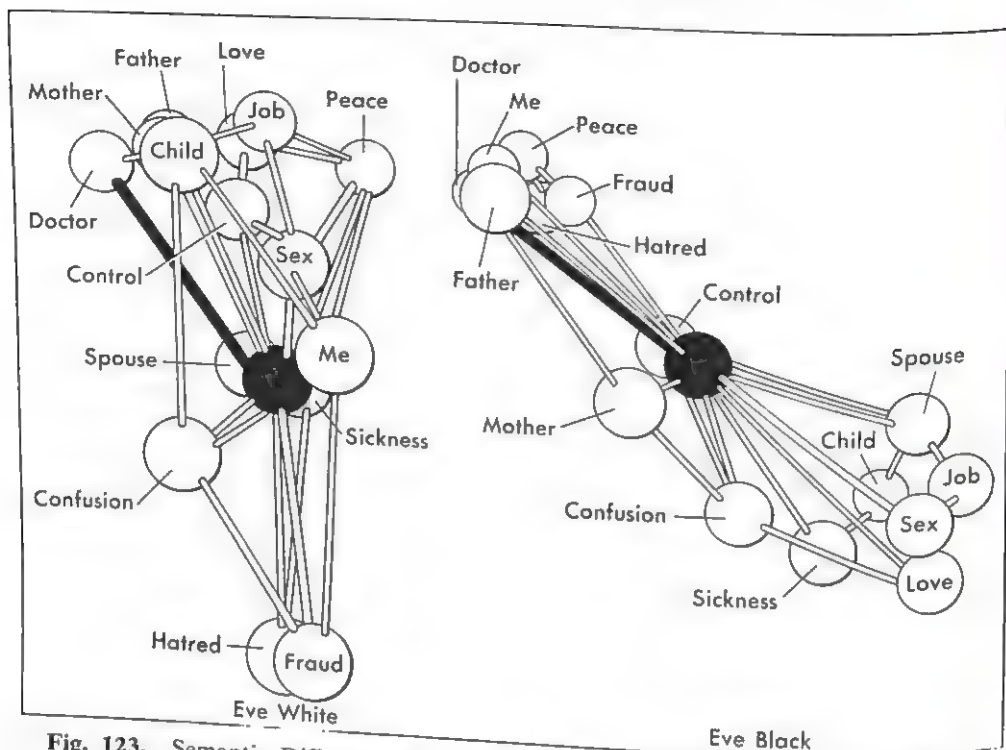 Father
Love
Mother
Job
Peace
Child
Doctor
Control
Sex
Spouse
Me
Sickness
Confusion
Hatred
Fraud
Eve White
Doctor
Me
Peace
Fraud
Hatred
Father
Control
Spouse
Mother
Child
Job
Confusion
Sex
Love
Sickness
Eve Black
Fig. 123. Semantic